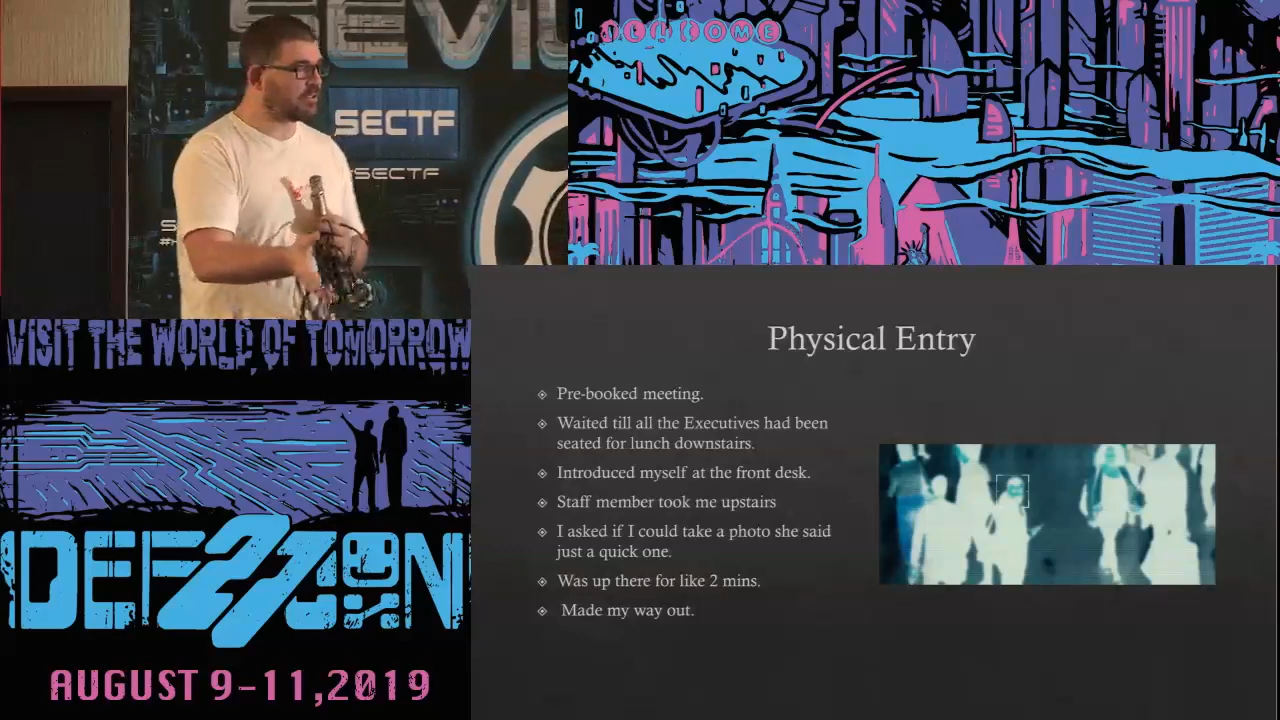 SEVIL
SECTF
SECTF
WELCOME
VISIT THE WORLD OF TOMORROW
DEF CON
27
AUGUST 9-11,2019
Physical Entry
Pre-booked meeting.
Waited till all the Executives had been
seated for lunch downstairs.
Introduced myself at the front desk.
Staff member took me upstairs
I asked if I could take a photo she said
just a quick one.
Was up there for like 2 mins.
Made my way out.